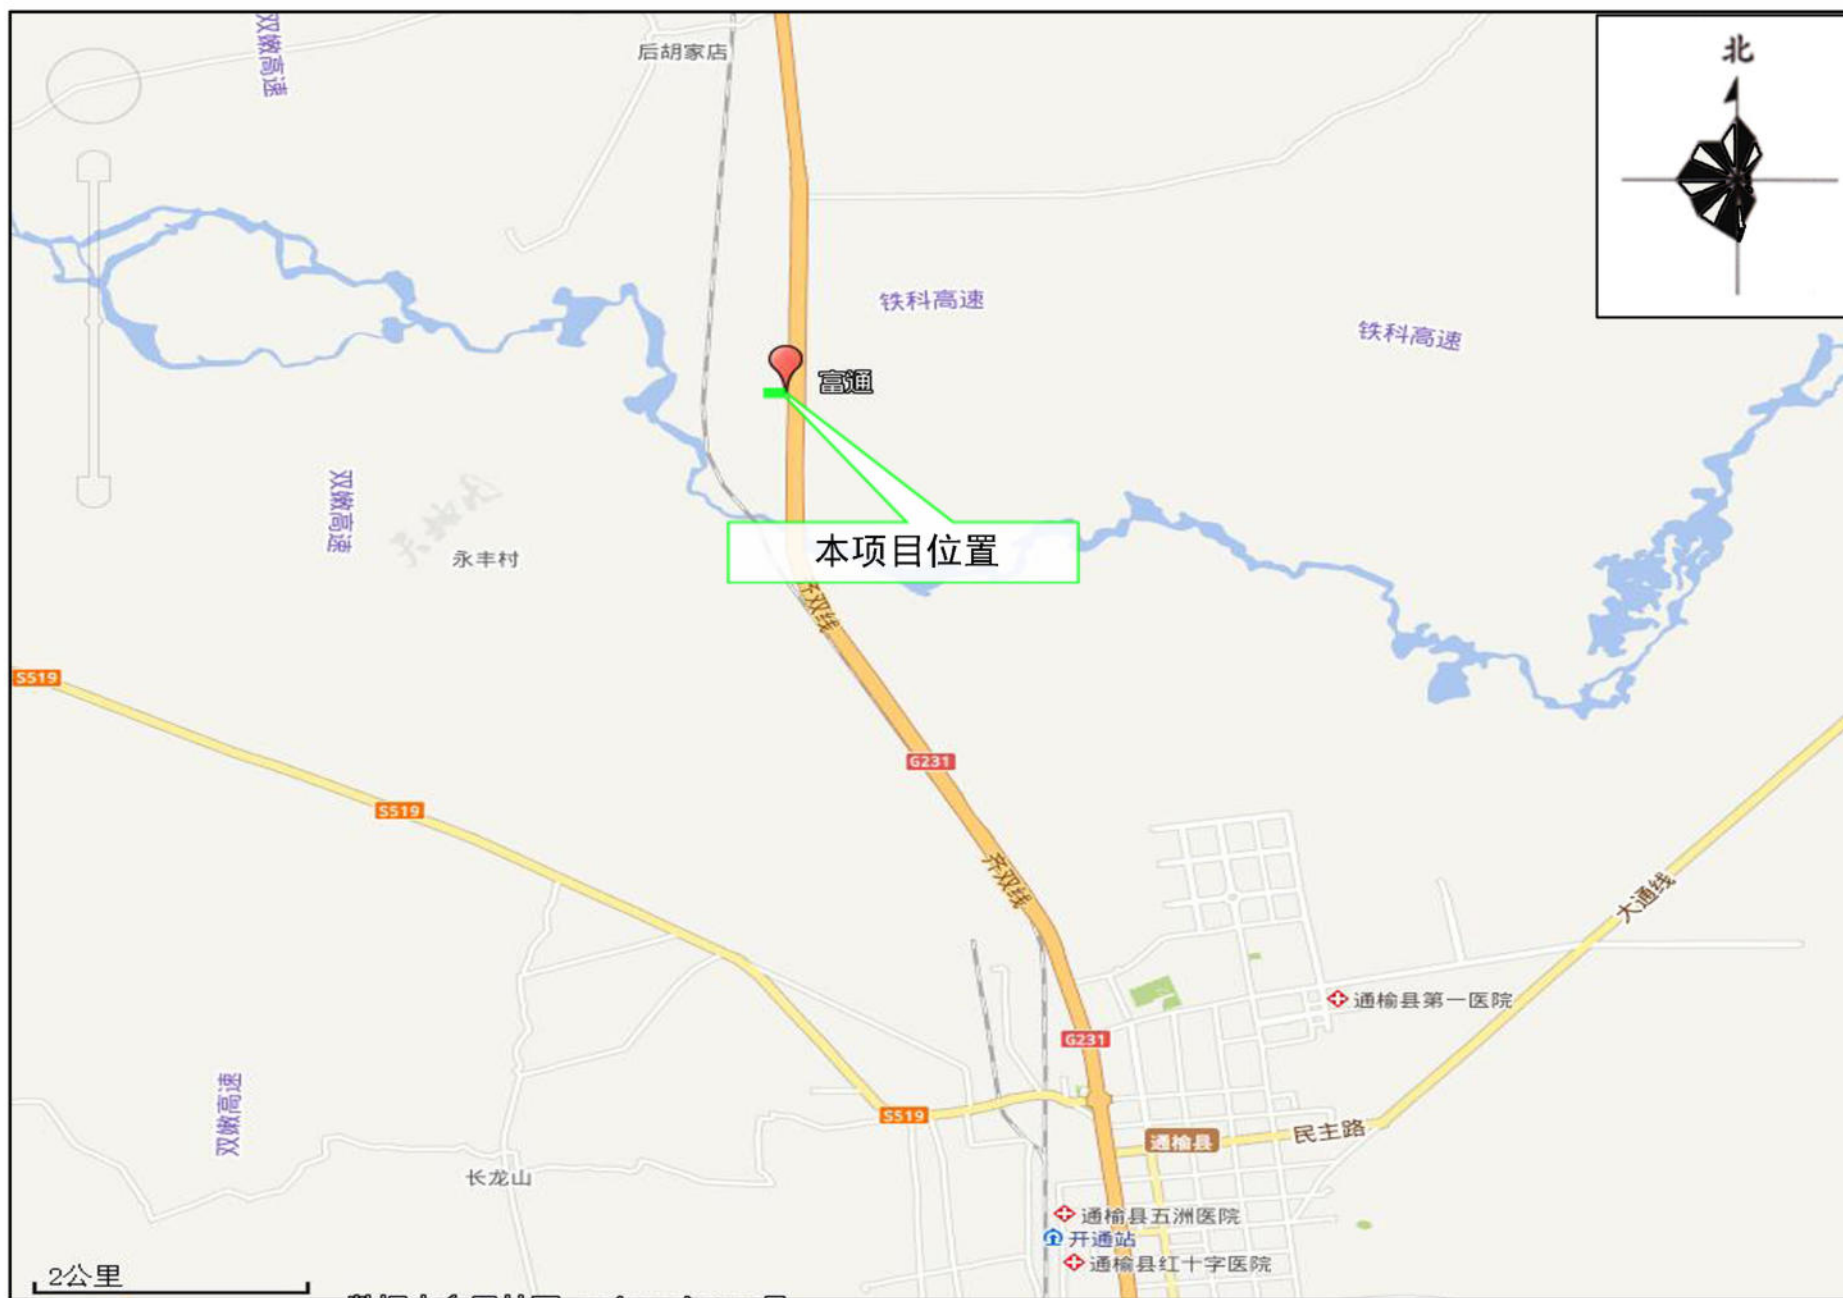 双嫩高速
后胡家店
北
铁科高速
铁科高速
富通
双嫩高速
天地图
永丰村
本项目位置
齐双线
S519
G231
S519
齐双线
大通线
通榆县第一医院
G231
双嫩高速
S519
通榆县
民主路
长龙山
通榆县五洲医院
开通站
通榆县红十字医院
2公里